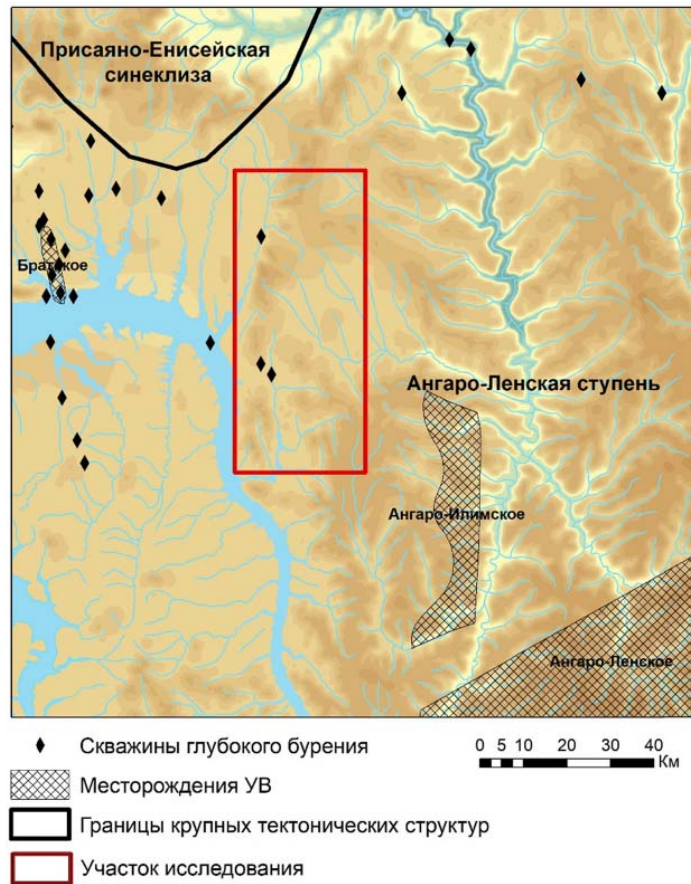 Присаяно-Енисейская
синеклиза
Братское
Ангаро-Ленская ступень
Ангаро-Илимское
Ангаро-Ленское
Скважины глубокого бурения
0 5 10 20 30 40
Км
Месторождения УВ
Границы крупных тектонических структур
Участок исследования